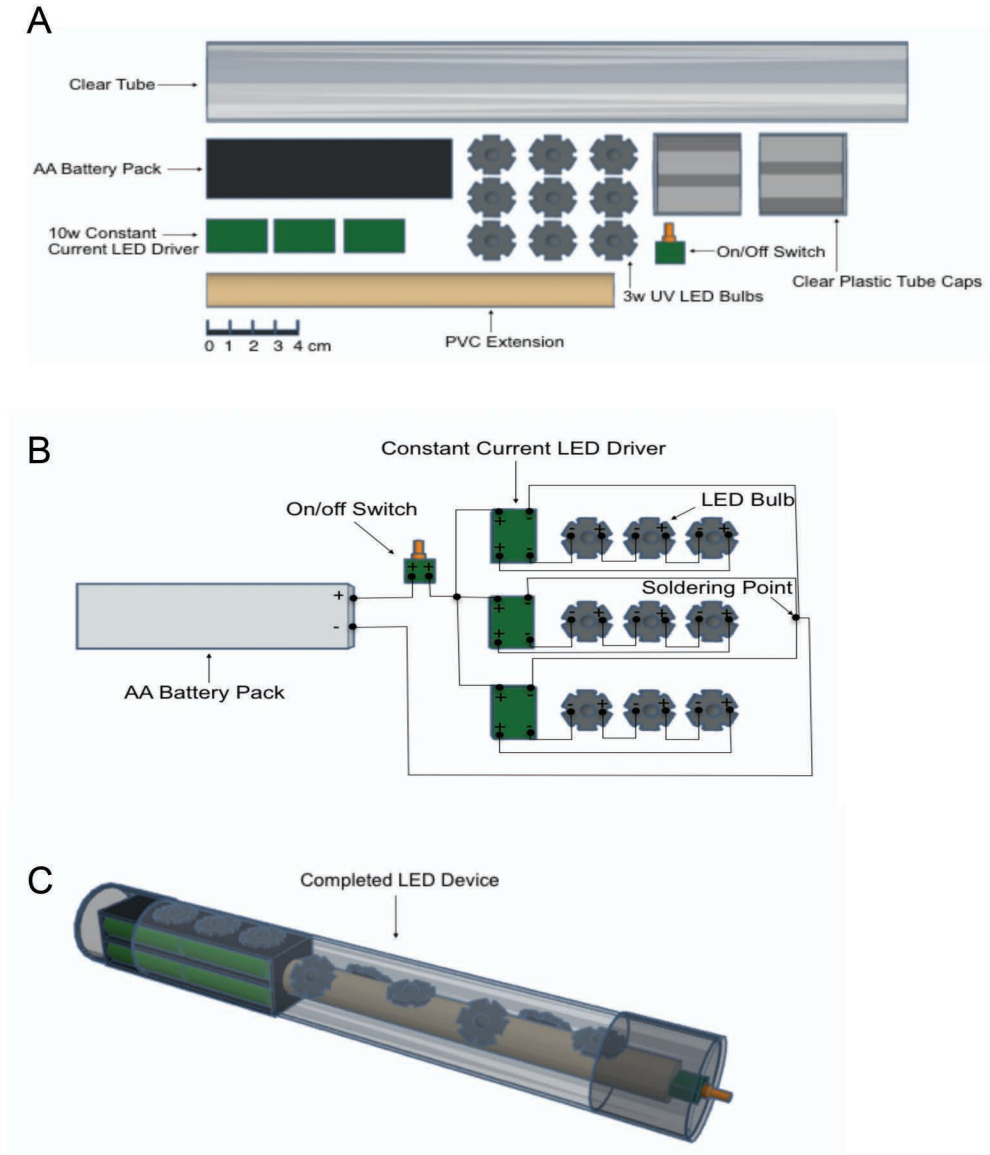 A
Clear Tube
AA Battery Pack
10w Constant
Current LED Driver
On/Off Switch
Clear Plastic Tube Caps
3w UV LED Bulbs
PVC Extension
0 1 2 3 4 cm
B
Constant Current LED Driver
On/off Switch
LED Bulb
Soldering Point
AA Battery Pack
+
-
+ +
+ -
+ -
- + - + - +
+ -
+ -
- + - + - +
+ -
+ -
- + - + - +
C
Completed LED Device